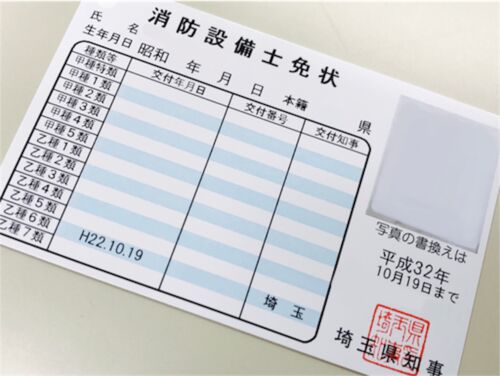 消防設備士免状
氏名
生年月日 昭和 年 月 日 本籍 県
種類等 交付年月日 交付番号 交付知事
甲種特類
甲種1類
甲種2類
甲種3類
甲種4類
甲種5類
乙種1類
乙種2類
乙種3類
乙種4類
乙種5類
乙種6類
乙種7類 H22.10.19 埼玉
写真の書換えは
平成32年
10月19日まで
埼玉県知事